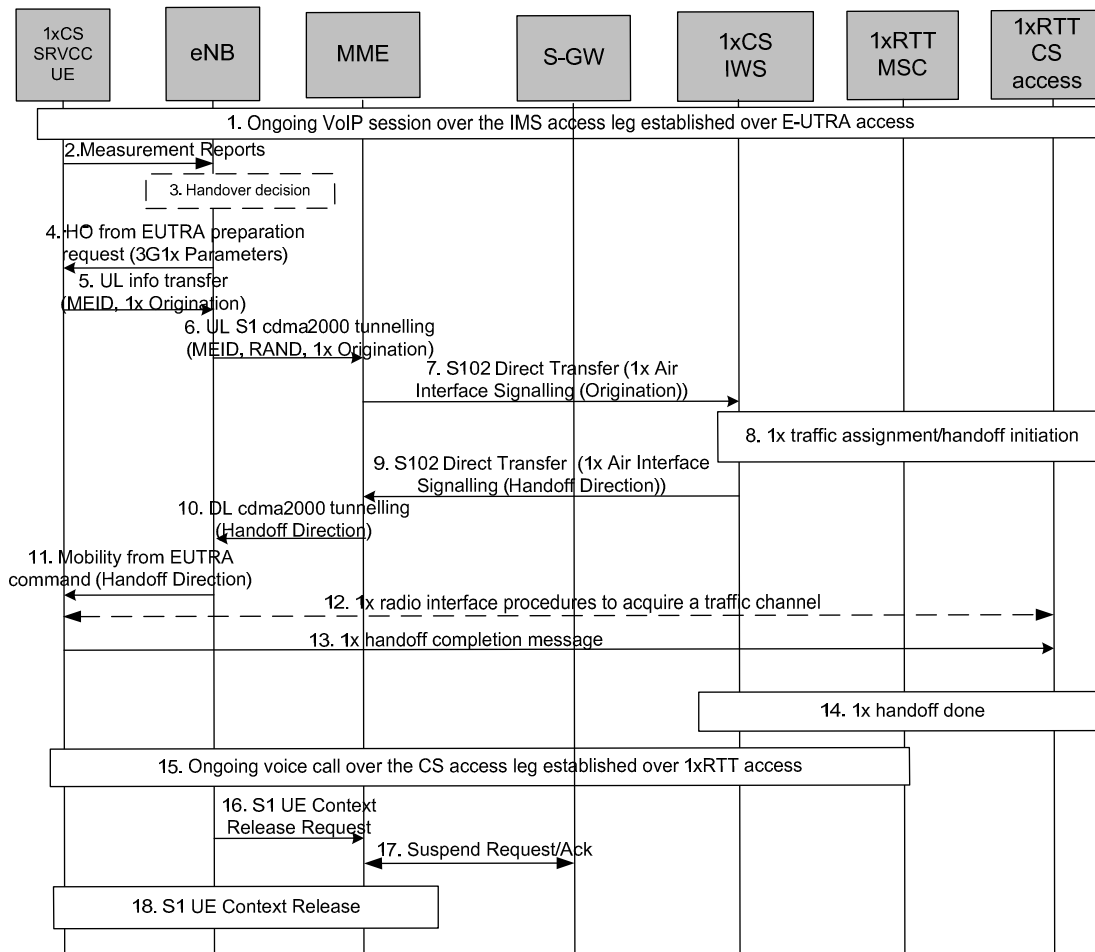 1xCS
SRVCC
UE
eNB
MME
S-GW
1xCS
IWS
1xRTT
MSC
1xRTT
CS
access
1. Ongoing VoIP session over the IMS access leg established over E-UTRA access
2.Measurement Reports
3. Handover decision
4. HO from EUTRA preparation
request (3G1x Parameters)
5. UL info transfer
(MEID, 1x Origination)
6. UL S1 cdma2000 tunnelling
(MEID, RAND, 1x Origination)
7. S102 Direct Transfer (1x Air
Interface Signalling (Origination))
8. 1x traffic assignment/handoff initiation
9. S102 Direct Transfer (1x Air Interface
Signalling (Handoff Direction))
10. DL cdma2000 tunnelling
(Handoff Direction)
11. Mobility from EUTRA
command (Handoff Direction)
12. 1x radio interface procedures to acquire a traffic channel
13. 1x handoff completion message
14. 1x handoff done
15. Ongoing voice call over the CS access leg established over 1xRTT access
16. S1 UE Context
Release Request
17. Suspend Request/Ack
18. S1 UE Context Release